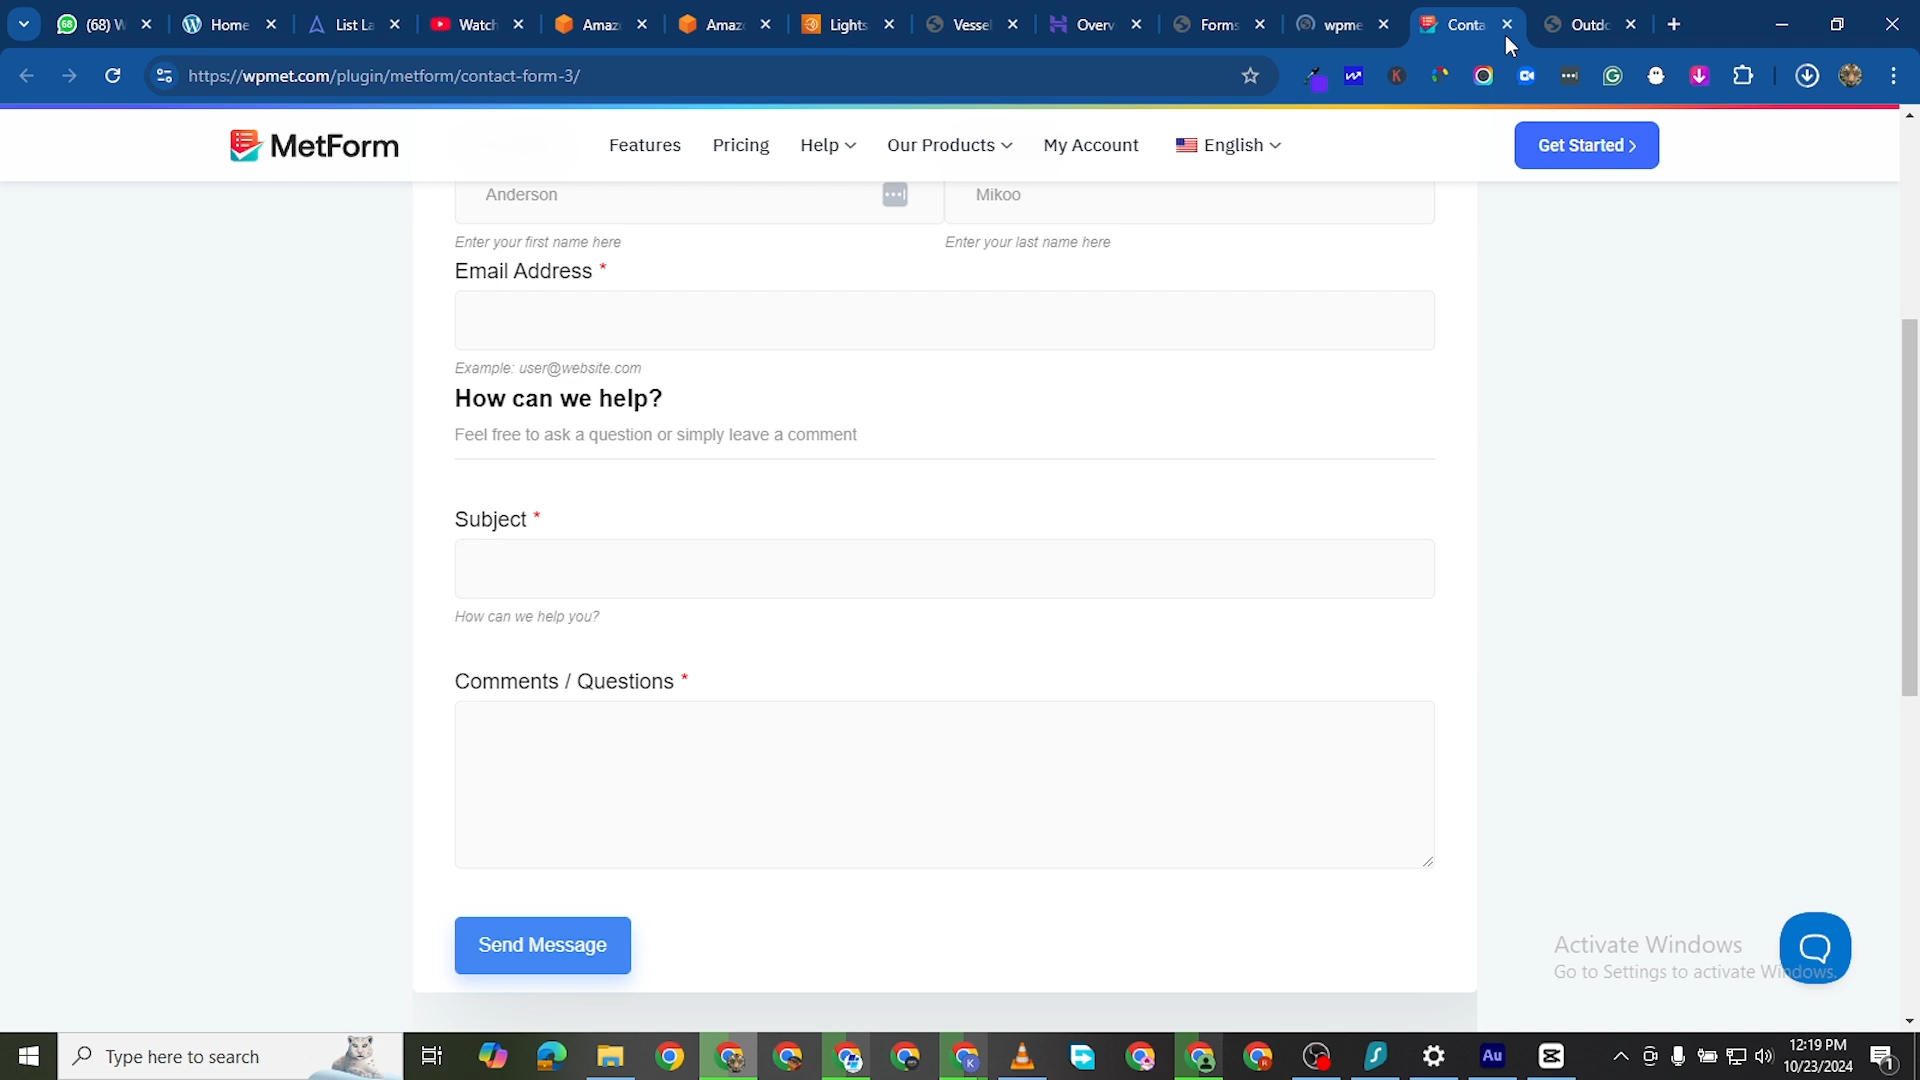 (68) W
Home
List La
Watch
Amaz
Amaz
Lights
Vesse
Overv
Forms
wpme
Conta
Outdo
https://wpmet.com/plugin/metform/contact-form-3/
MetForm
Features
Pricing
Help
Our Products
My Account
English
Get Started
Anderson
Mikoo
Enter your first name here
Enter your last name here
Email Address *
Example: user@website.com
How can we help?
Feel free to ask a question or simply leave a comment
Subject *
How can we help you?
Comments / Questions *
Send Message
Activate Windows
Go to Settings to activate Windows.
Type here to search
Au
12:19 PM
10/23/2024
1